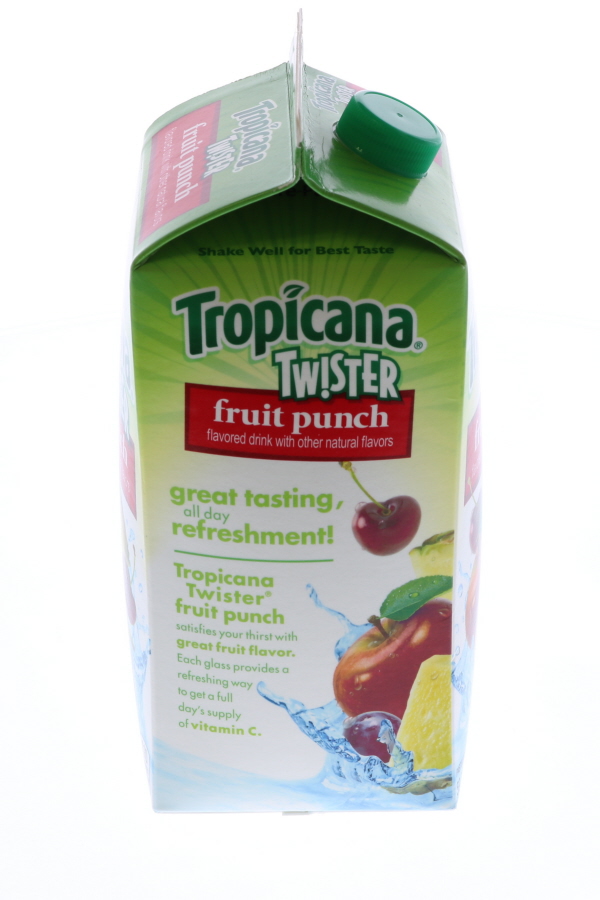 Tropicana
Twister
fruit punch
Shake Well for Best Taste
Tropicana®
TW!STER
fruit punch
flavored drink with other natural flavors
great tasting,
all day
refreshment!
Tropicana
Twister®
fruit punch
satisfies your thirst with
great fruit flavor.
Each glass provides a
refreshing way
to get a full
day's supply
of vitamin C.